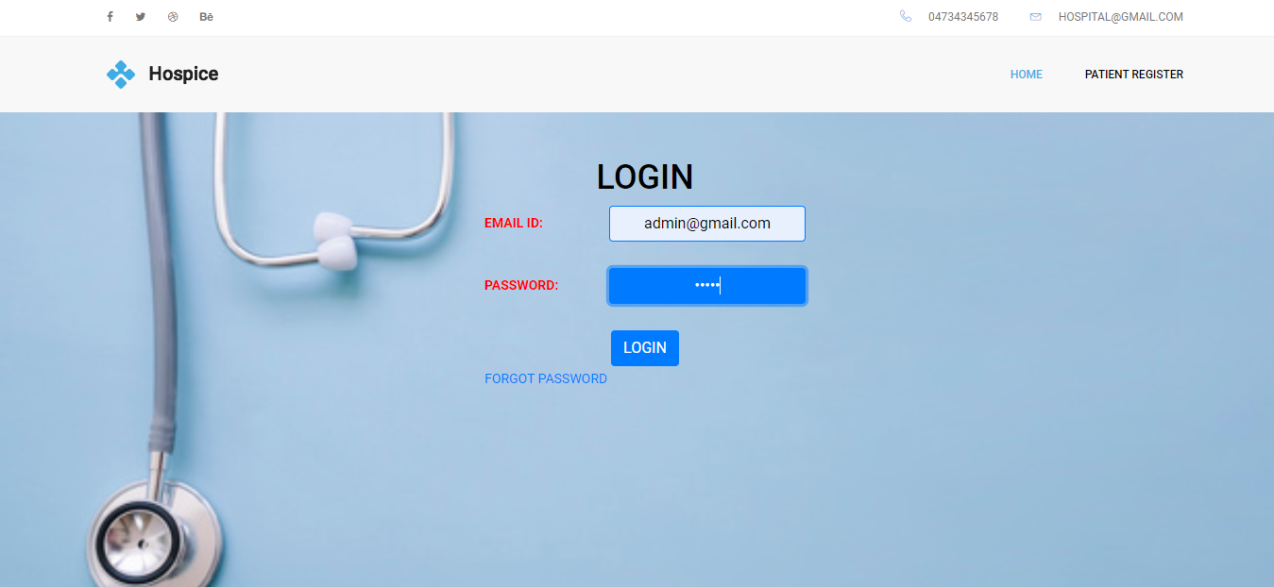 04734345678 HOSPITAL@GMAIL.COM
Hospice
HOME PATIENT REGISTER
LOGIN
EMAIL ID: admin@gmail.com
PASSWORD: •••••
LOGIN
FORGOT PASSWORD